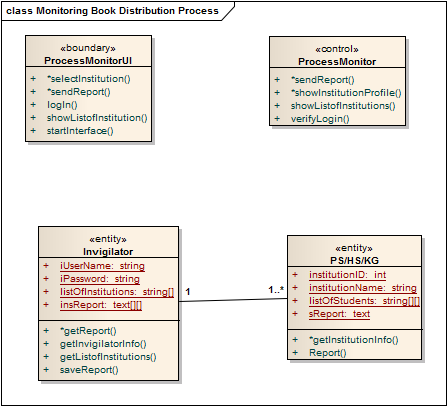 class Monitoring Book Distribution Process
«boundary»
ProcessMonitorUI
+ *selectInstitution()
+ *sendReport()
+ logIn()
+ showListofInstitution()
+ startInterface()
«control»
ProcessMonitor
+ *sendReport()
+ *showInstitutionProfile()
+ showListofInstitutions()
+ verifyLogin()
«entity»
Invigilator
+ iUserName: string
+ iPassword: string
+ listOfInstitutions: string[]
+ insReport: text[][]
+ *getReport()
+ getInvigilatorInfo()
+ getListofInstitutions()
+ saveReport()
1
1..*
«entity»
PS/HS/KG
+ institutionID: int
+ institutionName: string
+ listOfStudents: string[][]
+ sReport: text
+ *getInstitutionInfo()
+ Report()